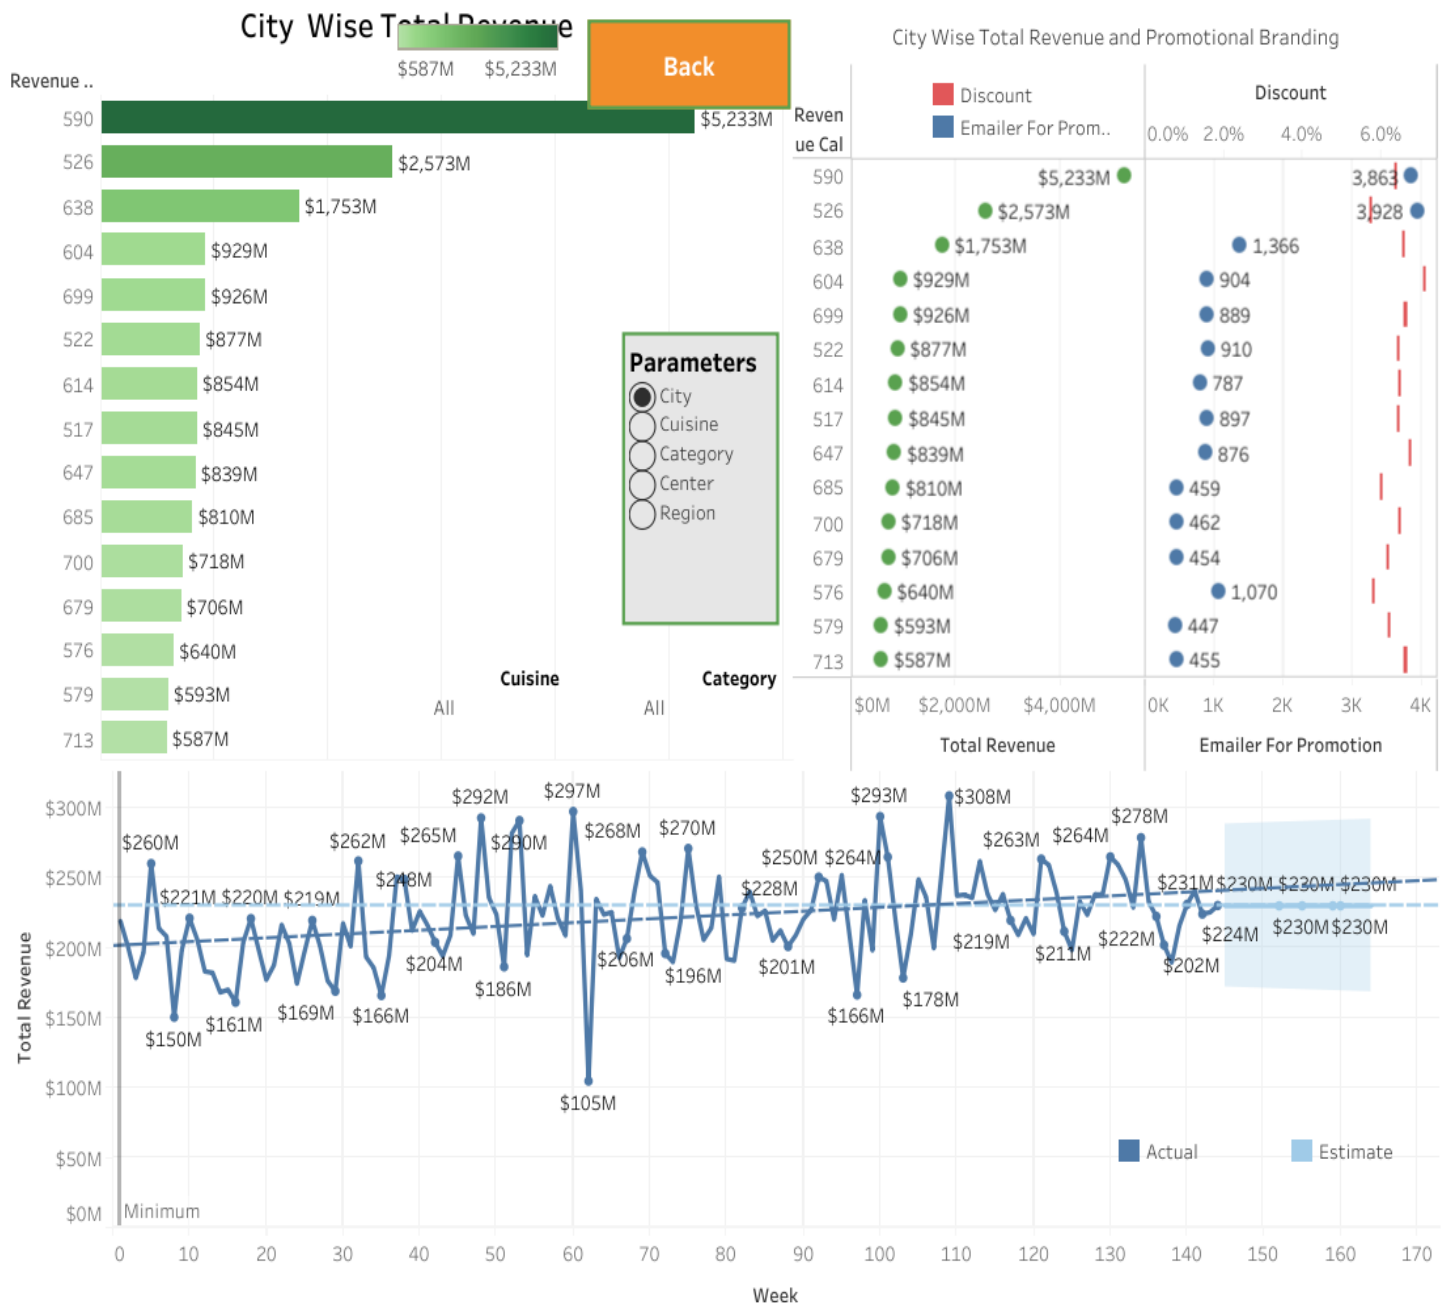 City Wise Total Revenue
$587M $5,233M
Back
Revenue ..
590 $5,233M
526 $2,573M
638 $1,753M
604 $929M
699 $926M
522 $877M
614 $854M
517 $845M
647 $839M
685 $810M
700 $718M
679 $706M
576 $640M
579 $593M
713 $587M
Parameters
City
Cuisine
Category
Center
Region
Cuisine
All
Category
All
City Wise Total Revenue and Promotional Branding
Discount
Emailer For Prom..
Discount
0.0% 2.0% 4.0% 6.0%
Reven
ue Cal
590 $5,233M 3,863
526 $2,573M 3,928
638 $1,753M 1,366
604 $929M 904
699 $926M 889
522 $877M 910
614 $854M 787
517 $845M 897
647 $839M 876
685 $810M 459
700 $718M 462
679 $706M 454
576 $640M 1,070
579 $593M 447
713 $587M 455
$0M $2,000M $4,000M 0K 1K 2K 3K 4K
Total Revenue Emailer For Promotion
Total Revenue
$300M
$250M
$200M
$150M
$100M
$50M
$0M
$260M
$150M
$221M
$161M
$220M
$219M
$169M
$262M
$166M
$248M
$204M
$265M
$292M
$186M
$290M
$297M
$105M
$206M
$268M
$196M
$270M
$228M
$201M
$250M
$166M
$293M
$264M
$178M
$308M
$219M
$263M
$211M
$264M
$278M
$222M
$202M
$231M
$224M
$230M $230M $230M
$230M $230M
Minimum
Actual
Estimate
0 10 20 30 40 50 60 70 80 90 100 110 120 130 140 150 160 170
Week